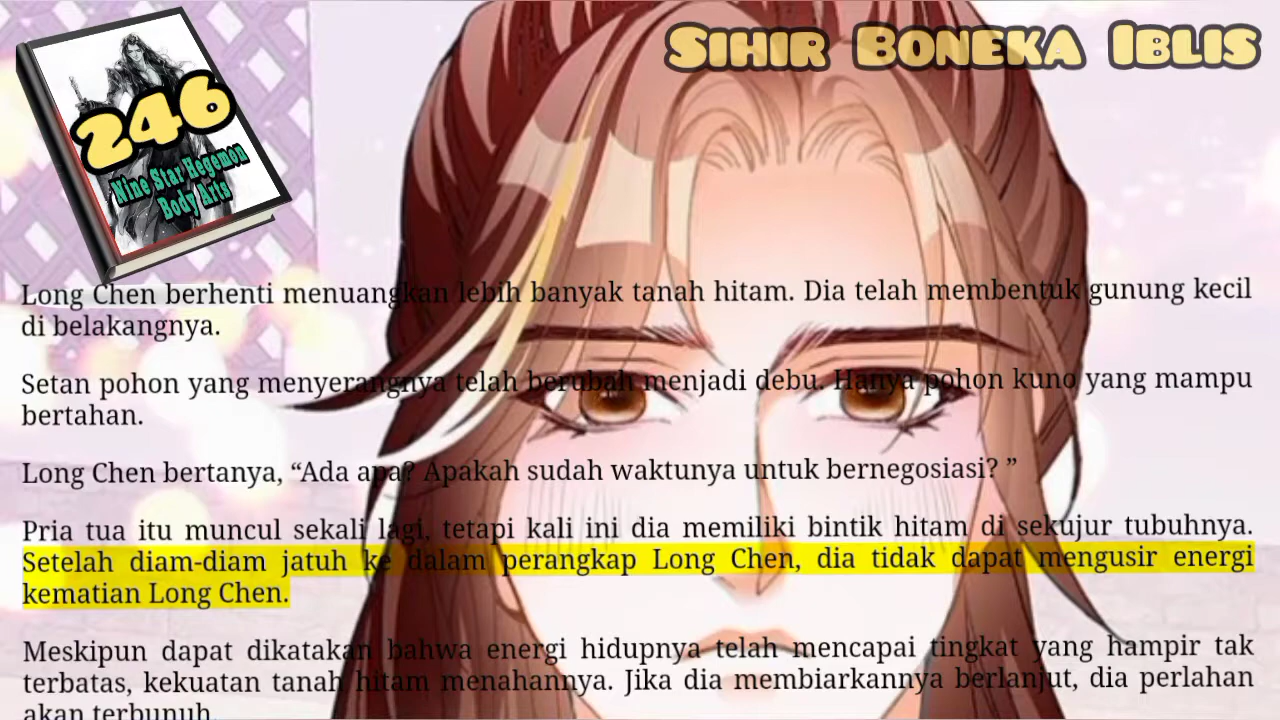 Sihir Boneka Iblis
246
Nine Star Hegemon
Body Arts
Long Chen berhenti menuangkan lebih banyak tanah hitam. Dia telah membentuk gunung kecil
di belakangnya.
Setan pohon yang menyerangnya telah berubah menjadi debu. Hanya pohon kuno yang mampu
bertahan.
Long Chen bertanya, “Ada apa? Apakah sudah waktunya untuk bernegosiasi? ”
Pria tua itu muncul sekali lagi, tetapi kali ini dia memiliki bintik hitam di sekujur tubuhnya.
Setelah diam-diam jatuh ke dalam perangkap Long Chen, dia tidak dapat mengusir energi
kematian Long Chen.
Meskipun dapat dikatakan bahwa energi hidupnya telah mencapai tingkat yang hampir tak
terbatas, kekuatan tanah hitam menahannya. Jika dia membiarkannya berlanjut, dia perlahan
akan terbunuh.